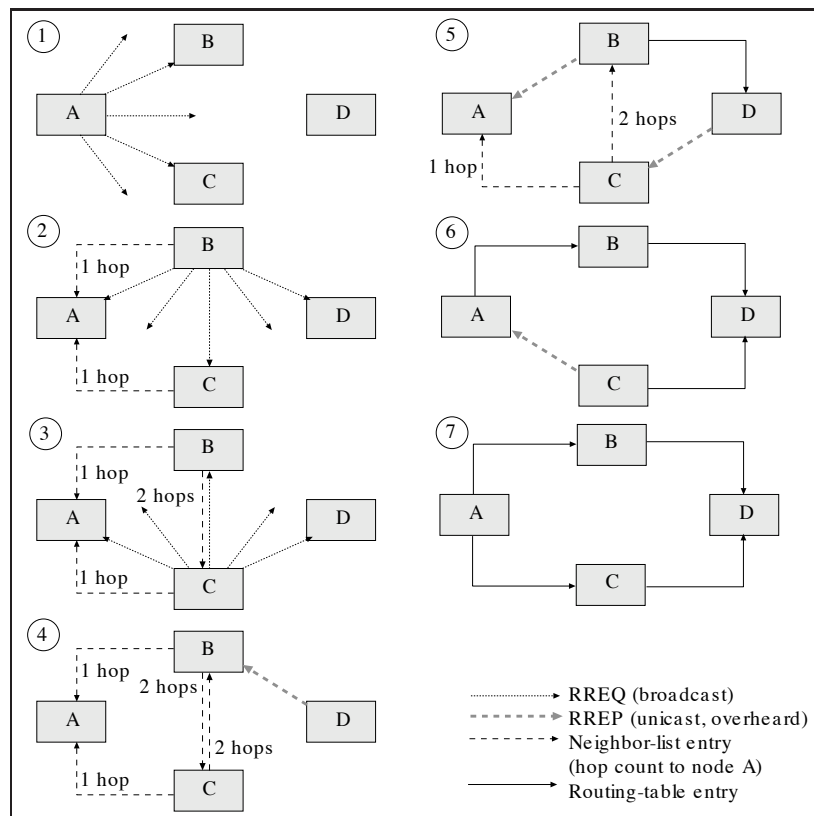 1
B
A
D
C
2
B
1 hop
A
D
1 hop
C
3
B
1 hop
2 hops
A
D
1 hop
C
4
B
1 hop
2 hops
A
D
2 hops
1 hop
C
5
B
A
D
2 hops
1 hop
C
6
B
A
D
C
7
B
A
D
C
RREQ (broadcast)
RREP (unicast, overheard)
Neighbor-list entry
(hop count to node A)
Routing-table entry